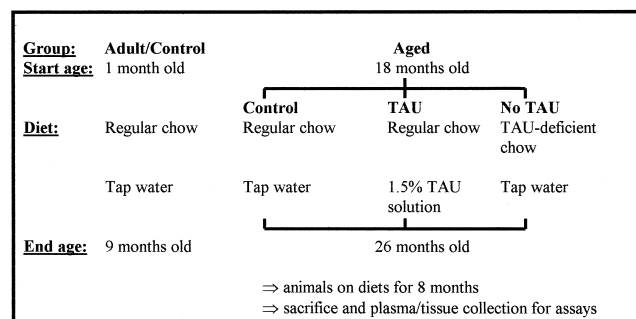 Group: Adult/Control Aged
Start age: 1 month old 18 months old
Control TAU No TAU
Diet: Regular chow Regular chow Regular chow TAU-deficient
chow
Tap water Tap water 1.5% TAU Tap water
solution
End age: 9 months old 26 months old
⇒ animals on diets for 8 months
⇒ sacrifice and plasma/tissue collection for assays